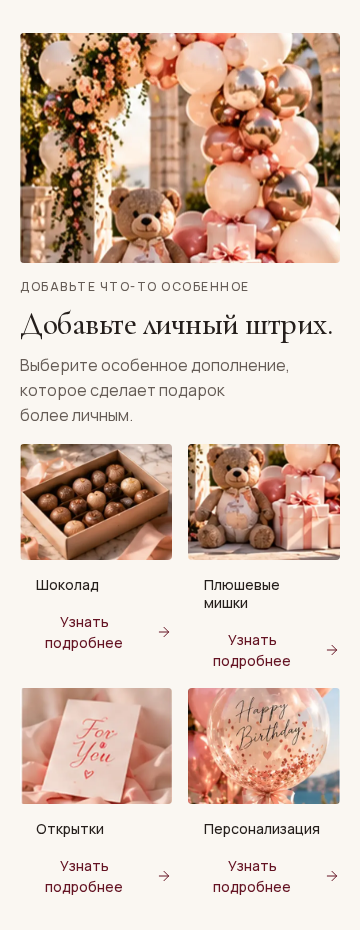 ДОБАВЬТЕ ЧТО-ТО ОСОБЕННОЕ
Добавьте личный штрих.
Выберите особенное дополнение,
которое сделает подарок
более личным.
Шоколад
Узнать
подробнее
Плюшевые
мишки
Узнать
подробнее
For
You
Открытки
Узнать
подробнее
Happy
Birthday
Персонализация
Узнать
подробнее